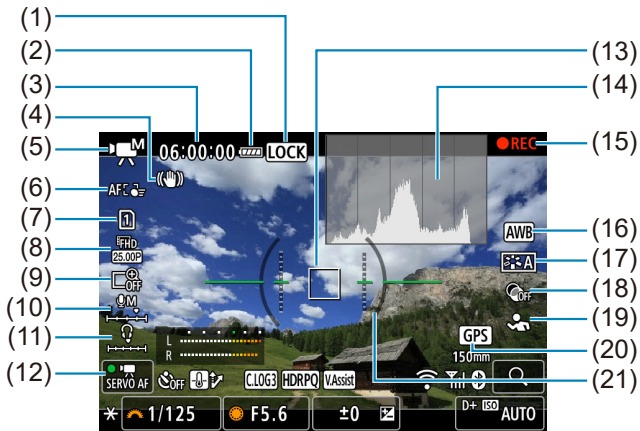 (1)
(2)
(3)
(4)
(5)
(6)
(7)
(8)
(9)
(10)
(11)
(12)
(13)
(14)
(15)
(16)
(17)
(18)
(19)
(20)
(21)
M
06:00:00 LOCK
REC
AF
1
FHD
25.00P
OFF
M
AWB
A
OFF
GPS
150mm
L
R
SERVO AF
OFF
C.LOG3 HDRPQ V.Assist
1/125 F5.6 ±0 D+ ISO AUTO